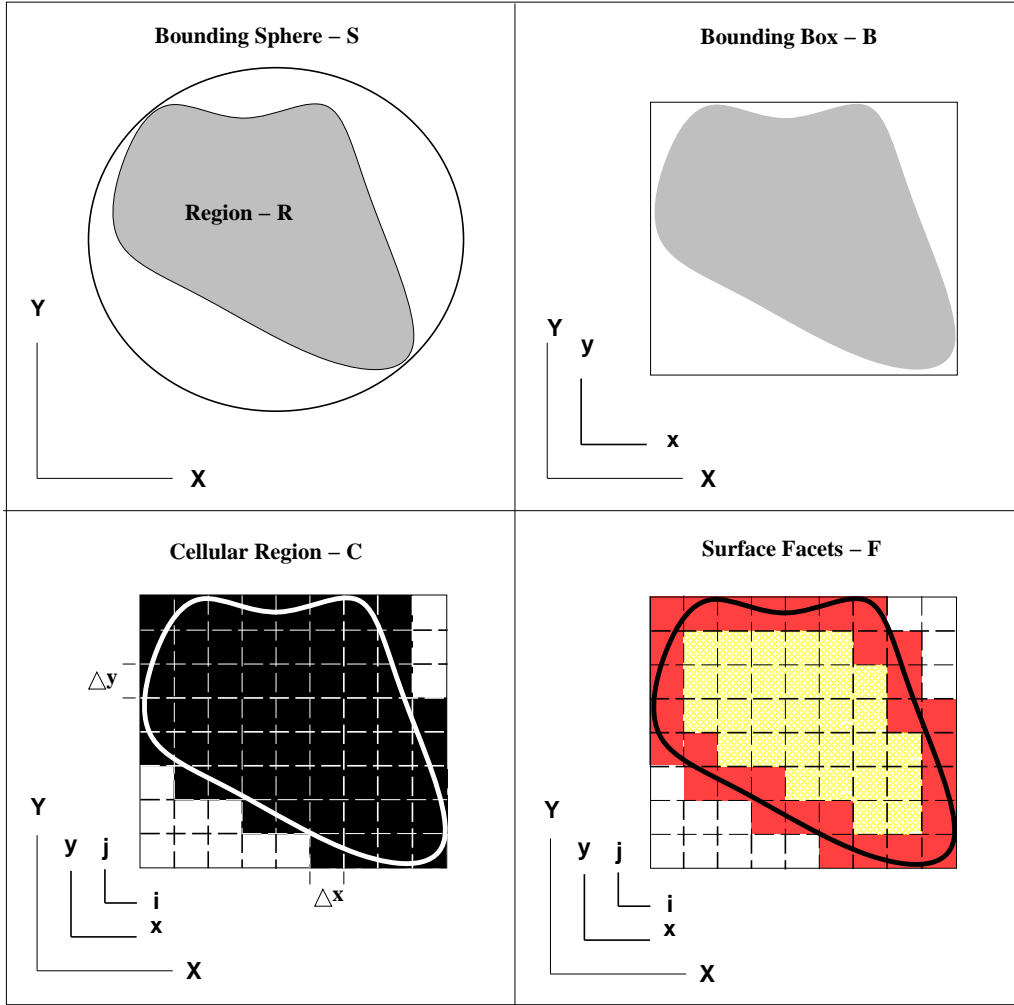 Bounding Sphere – S
Region – R
Y
X
Bounding Box – B
Y
y
x
X
Cellular Region – C
△y
△x
Y
y
j
i
x
X
Surface Facets – F
Y
y
j
i
x
X